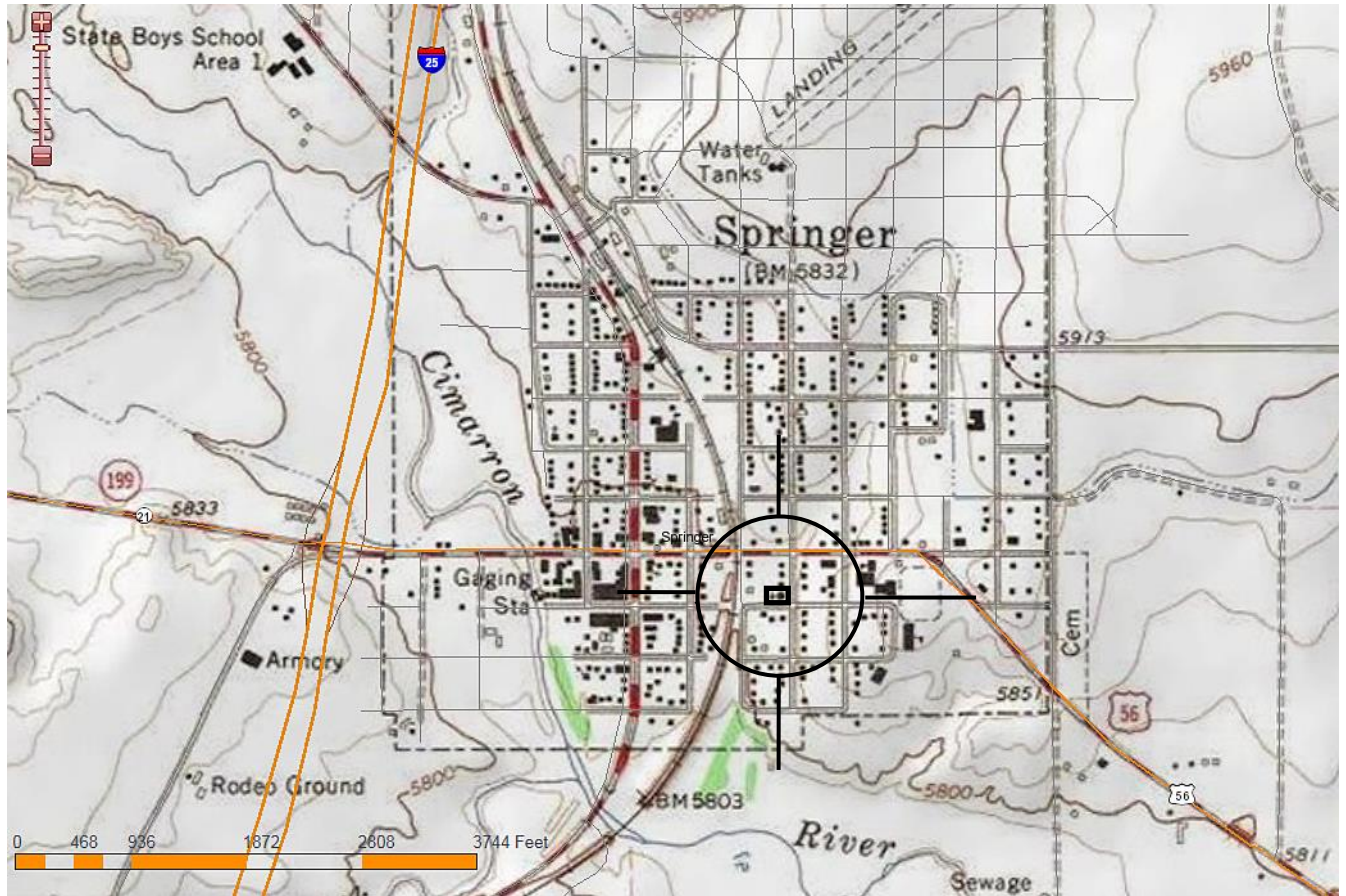 State Boys School
Area 1
25
5900
LANDING
5960
Water
Tanks
Springer
(BM 5832)
5800
5913
Cimarron
199
21
5833
Springer
Gaging
Sta
Armory
Cem
5851
56
Rodeo Ground
5800
BM 5803
5800
56
River
5811
Sewage
0 468 936 1872 2808 3744 Feet